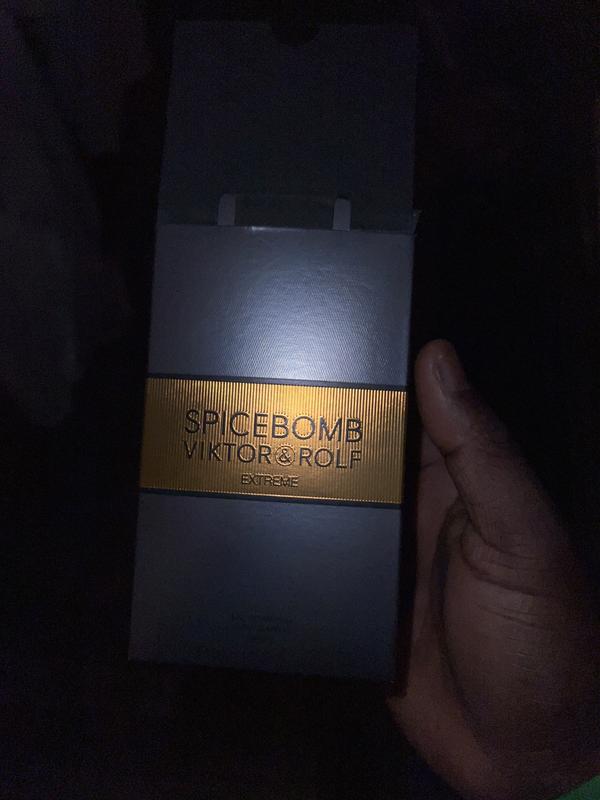 SPICEBOMB
VIKTOR & ROLF
EXTREME